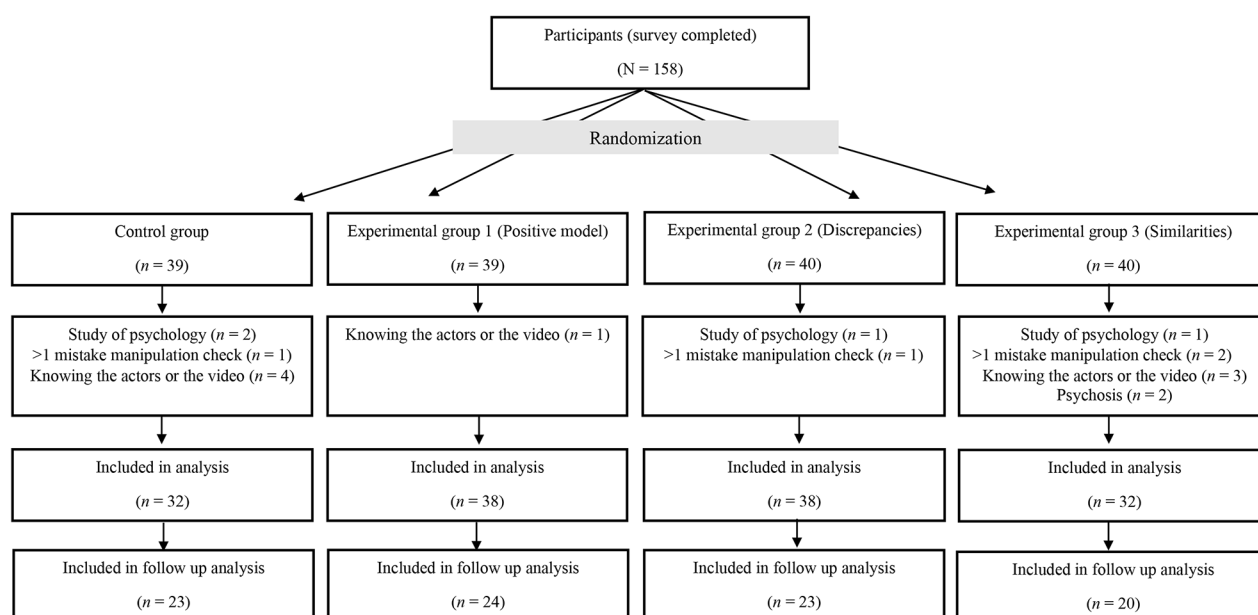 Participants (survey completed)
(N = 158)
Randomization
Control group
(n = 39)
Experimental group 1 (Positive model)
(n = 39)
Experimental group 2 (Discrepancies)
(n = 40)
Experimental group 3 (Similarities)
(n = 40)
Study of psychology (n = 2)
>1 mistake manipulation check (n = 1)
Knowing the actors or the video (n = 4)
Knowing the actors or the video (n = 1)
Study of psychology (n = 1)
>1 mistake manipulation check (n = 1)
Study of psychology (n = 1)
>1 mistake manipulation check (n = 2)
Knowing the actors or the video (n = 3)
Psychosis (n = 2)
Included in analysis
(n = 32)
Included in analysis
(n = 38)
Included in analysis
(n = 38)
Included in analysis
(n = 32)
Included in follow up analysis
(n = 23)
Included in follow up analysis
(n = 24)
Included in follow up analysis
(n = 23)
Included in follow up analysis
(n = 20)